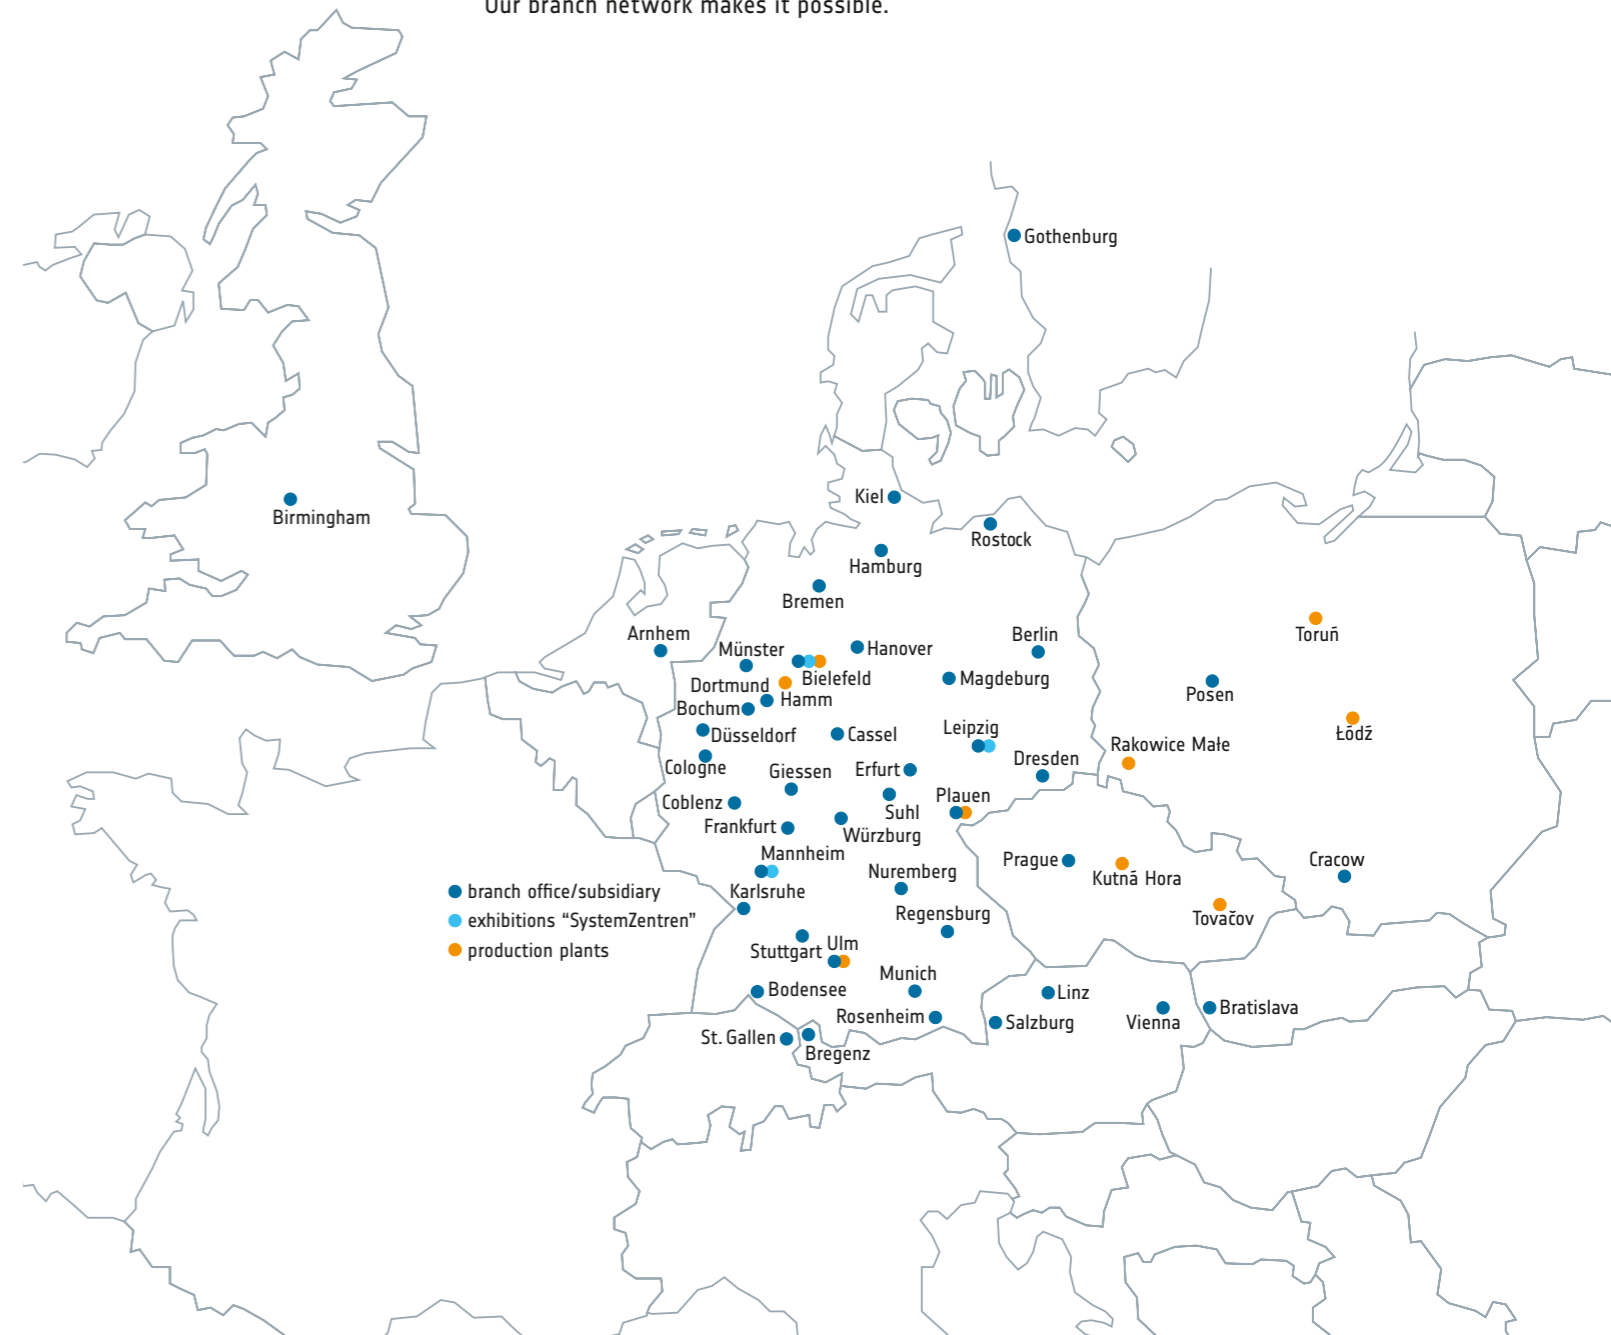 Our branch network makes it possible.
Gothenburg
Kiel
Birmingham
Rostock
Hamburg
Bremen
Toruń
Arnhem
Berlin
Münster
Hanover
Bielefeld
Magdeburg
Dortmund
Posen
Hamm
Bochum
Leipzig
Düsseldorf
Cassel
Łódź
Rakowice Małe
Dresden
Cologne
Giessen
Erfurt
Plauen
Coblenz
Suhl
Frankfurt
Würzburg
Mannheim
Prague
Cracow
Nuremberg
Kutná Hora
branch office/subsidiary
Karlsruhe
Regensburg
exhibitions “SystemZentren”
Tovačov
production plants
Stuttgart
Ulm
Munich
Bodensee
Linz
Bratislava
Rosenheim
Salzburg
Vienna
St. Gallen
Bregenz